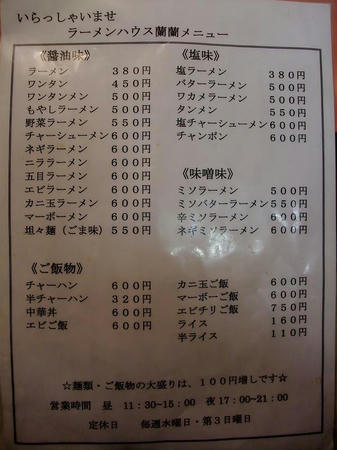 いらっしゃいませ
ラーメンハウス蘭蘭メニュー
《醤油味》
ラーメン 380円
ワンタン 450円
ワンタンメン 500円
もやしラーメン 500円
野菜ラーメン 550円
チャーシューメン 600円
ネギラーメン 600円
ニララーメン 600円
五目ラーメン 600円
エビラーメン 600円
カニ玉ラーメン 600円
マーボーメン 600円
坦々麺（ごま味） 550円
《塩味》
塩ラーメン 380円
バターラーメン 500円
ワカメラーメン 500円
タンメン 550円
塩チャーシューメン 600円
チャンポン 600円
《味噌味》
ミソラーメン 500円
ミソバターラーメン 550円
辛ミソラーメン 500円
ネギミソラーメン 600円
《ご飯物》
チャーハン 600円
半チャーハン 320円
中華丼 600円
エビご飯 600円
カニ玉ご飯 600円
マーボーご飯 600円
エビチリご飯 750円
ライス 160円
半ライス 110円
☆麺類・ご飯物の大盛りは、100円増しです☆
営業時間 昼 11:30~15:00 夜17:00~21:00
定休日 毎週水曜日・第3日曜日